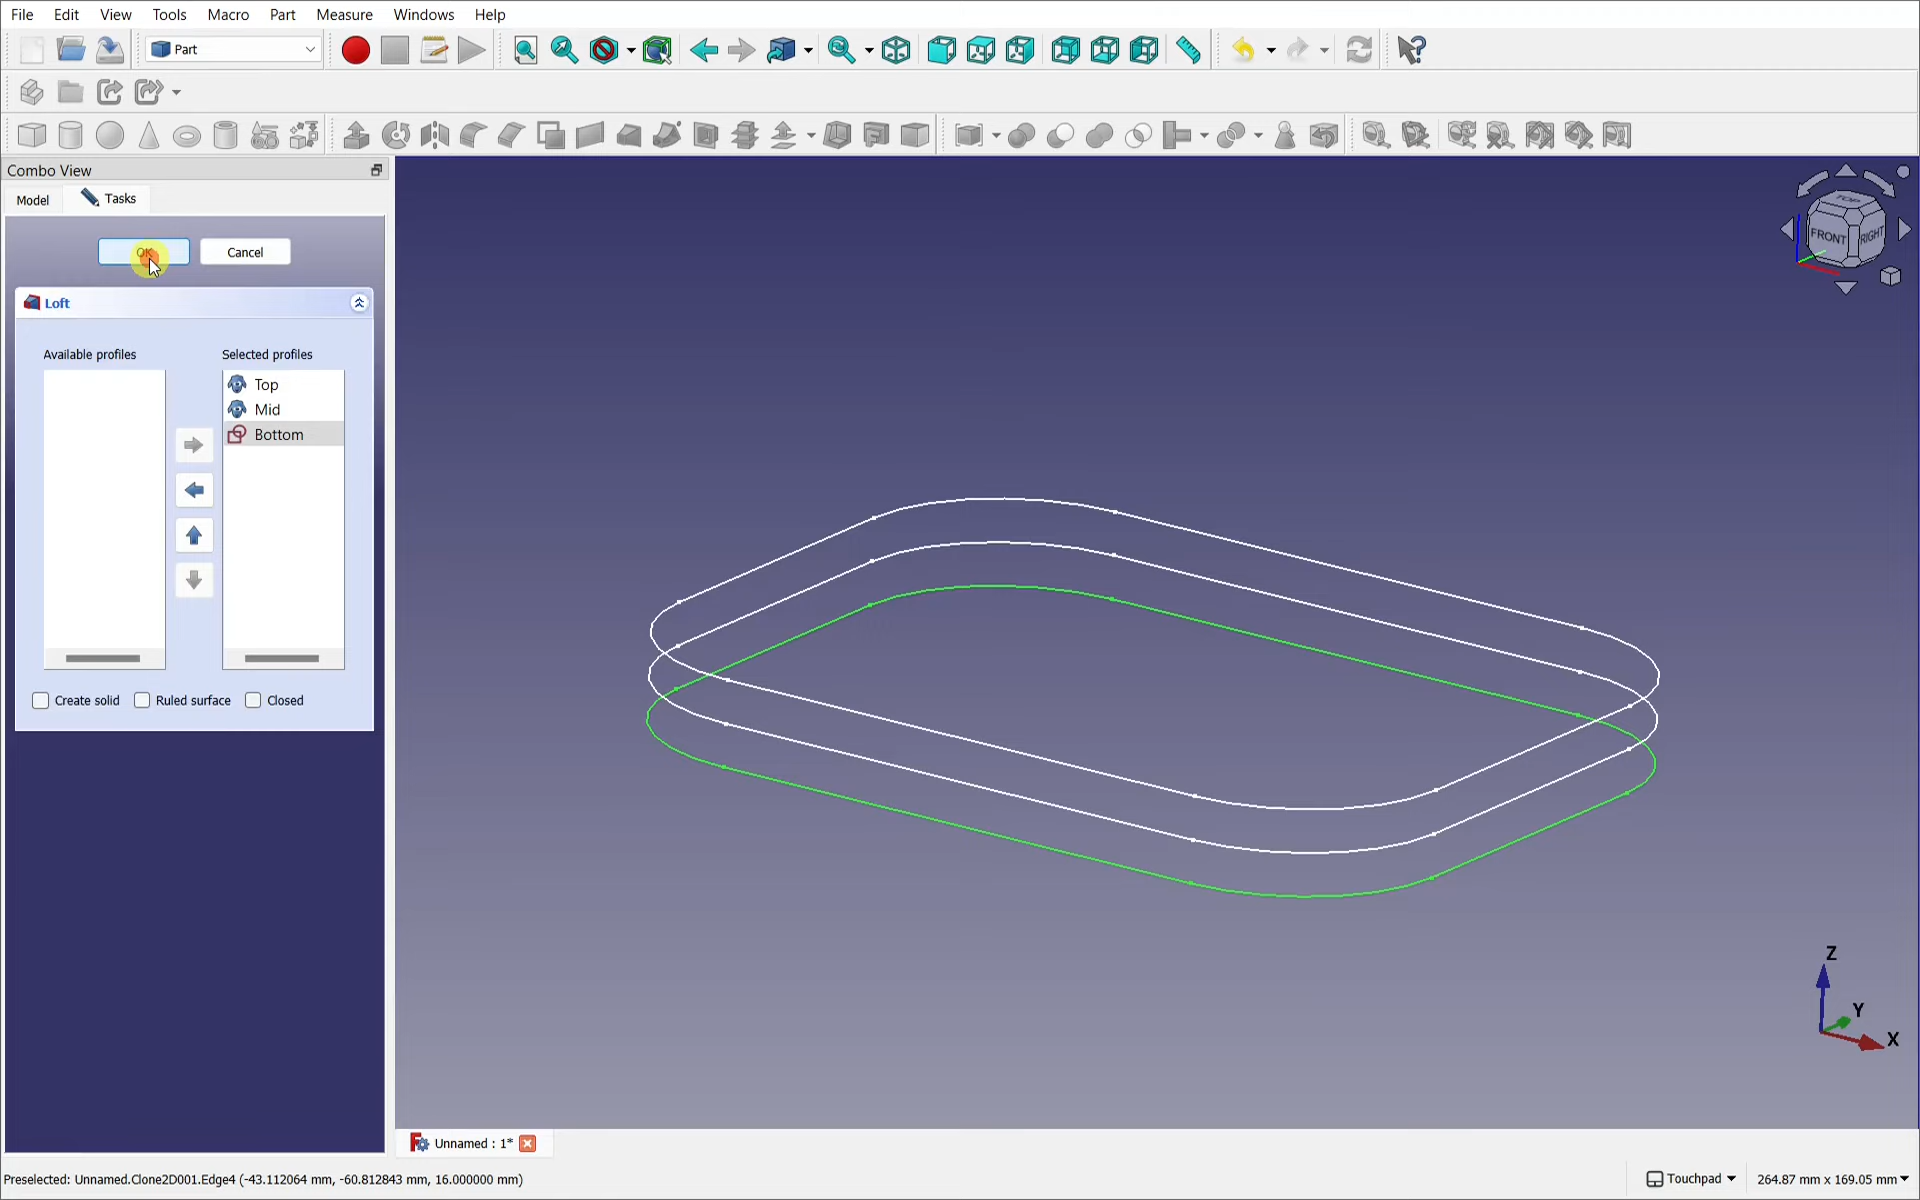 File Edit View Tools Macro Part Measure Windows Help
Part
Combo View
Model Tasks
OK Cancel
Loft
Available profiles Selected profiles
Top
Mid
Bottom
Create solid Ruled surface Closed
TOP
FRONT RIGHT
Z
Y
X
Unnamed : 1*
Preselected: Unnamed.Clone2D001.Edge4 (-43.112064 mm, -60.812843 mm, 16.000000 mm) Touchpad 264.87 mm x 169.05 mm